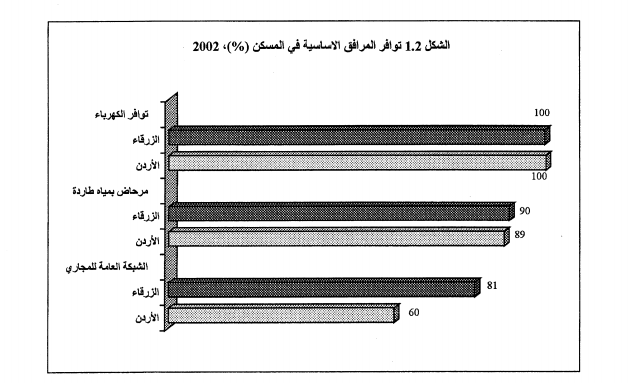 الشكل 1.2 توافر المرافق الاساسية في المسكن (%)، 2002
توافر الكهرباء
100
الزرقاء
الأردن
100
مرحاض بمياه طاردة
الزرقاء
90
الأردن
89
الشبكة العامة للمجاري
الزرقاء
81
الأردن
60